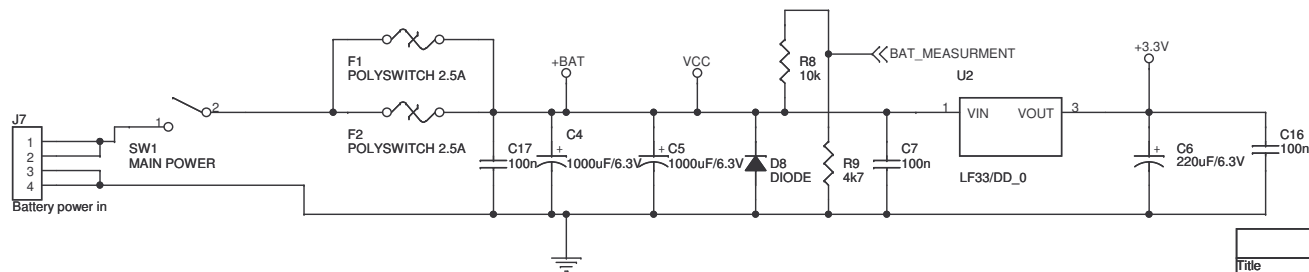 +3.3V
F1
POLYSWITCH 2.5A
+BAT
VCC
R8
10k
BAT_MEASURMENT
U2
J7
1
2
3
4
Battery power in
1
2
SW1
MAIN POWER
F2
POLYSWITCH 2.5A
C17
100n
C4
+
1000uF/6.3V
C5
+
1000uF/6.3V
D8
DIODE
R9
4k7
C7
100n
1
VIN
VOUT
3
LF33/DD_0
C6
+
220uF/6.3V
C16
100n
Title